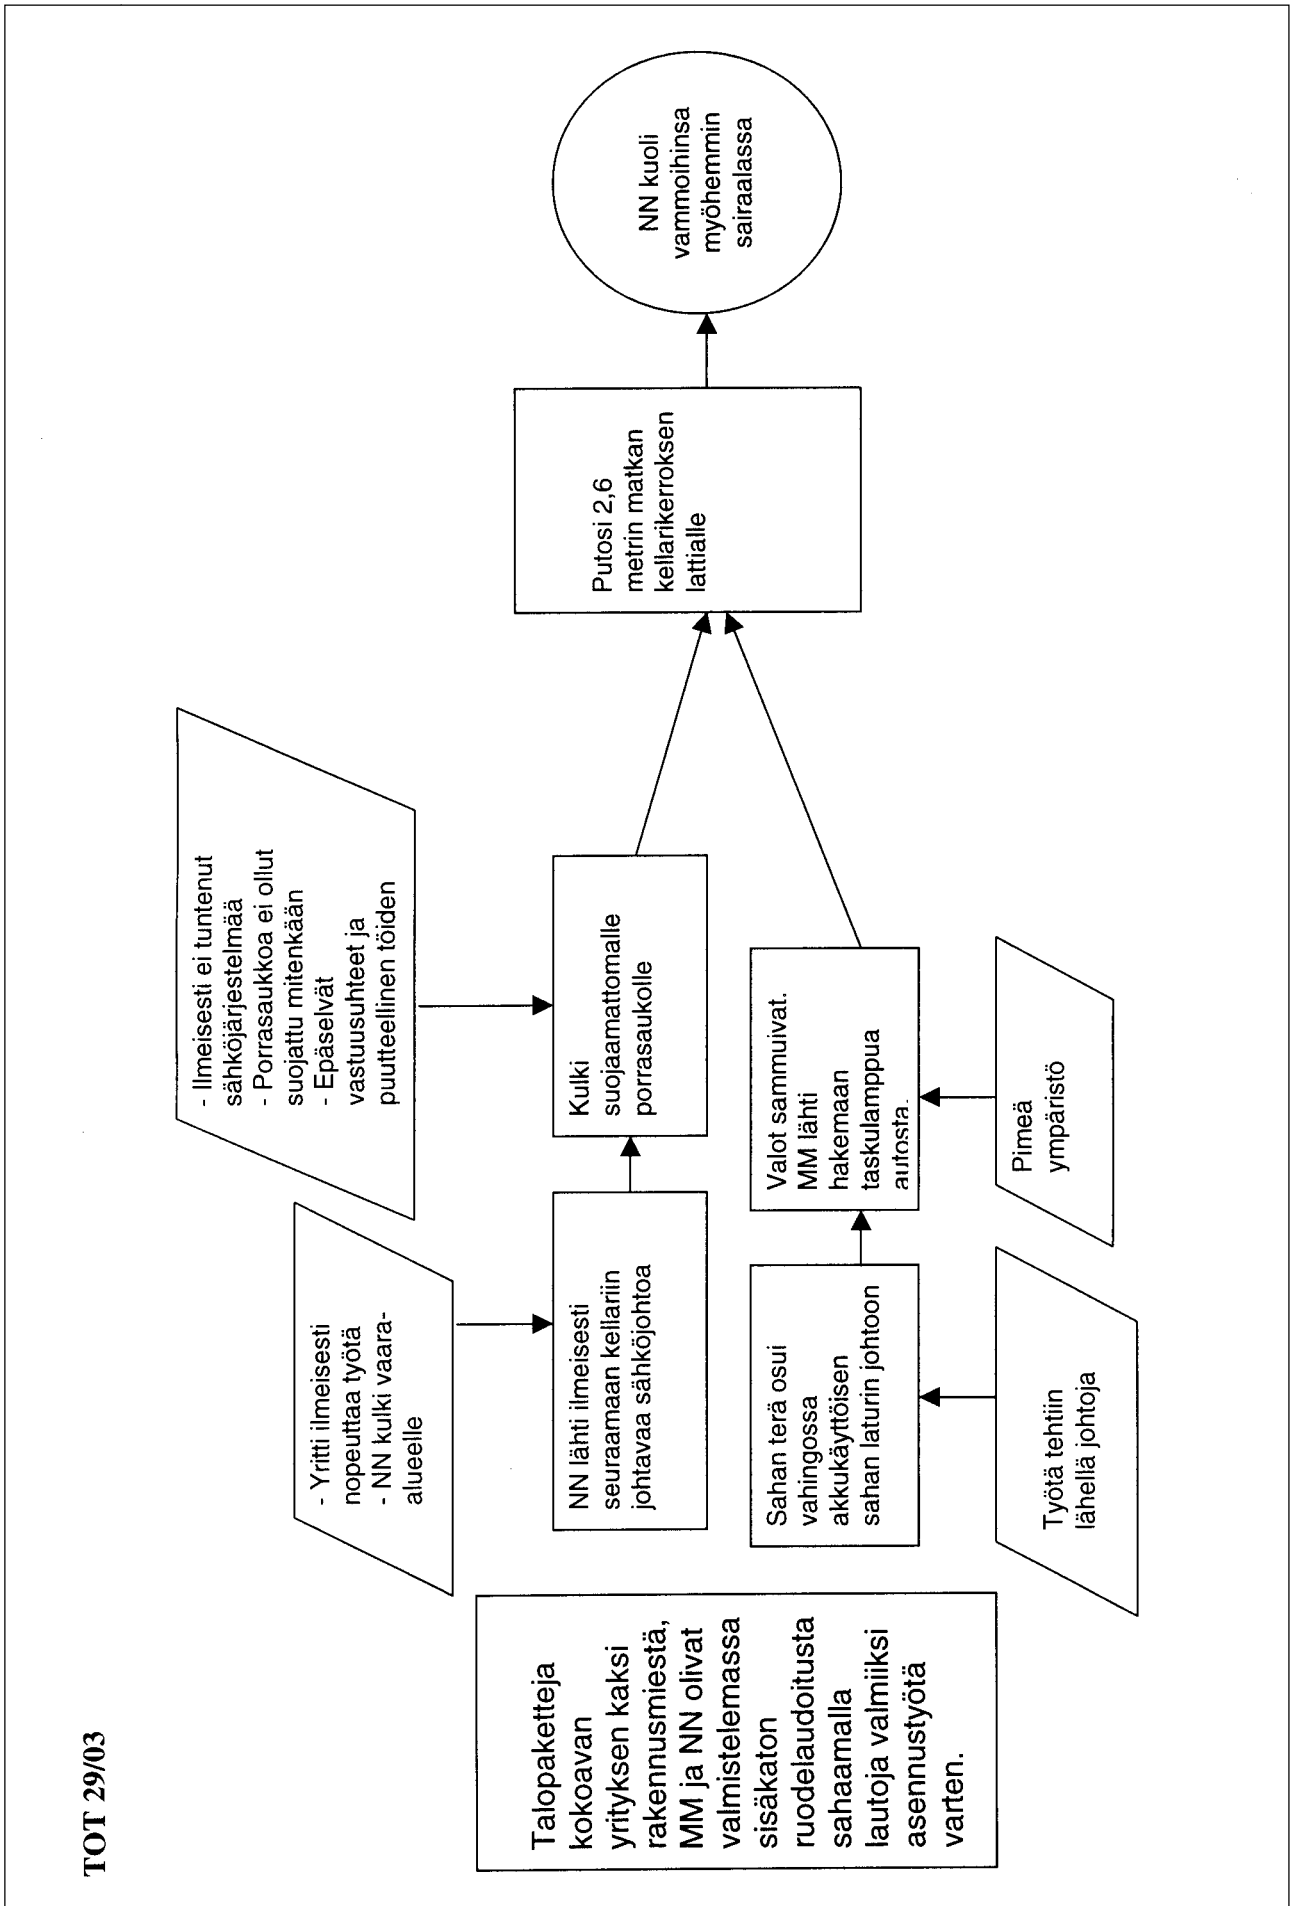 TOT 29/03
Talopaketteja
kokoavan
yrityksen kaksi
rakennusmiestä,
MM ja NN olivat
valmistelemassa
sisäkaton
ruodelaudoitusta
sahaamalla
lautoja valmiiksi
asennustyötä
varten.
- Yritti ilmeisesti
nopeuttaa työtä
- NN kulki vaara-
alueelle
NN lähti ilmeisesti
seuraamaan kellariin
johtavaa sähköjohtoa
Sahan terä osui
vahingossa
akkukäyttöisen
sahan laturin johtoon
Työtä tehtiin
lähellä johtoja
- Ilmeisesti ei tuntenut
sähköjärjestelmää
- Porrasaukkoa ei ollut
suojattu mitenkään
- Epäselvät
vastuusuhteet ja
puutteellinen töiden
Kulki
suojaamattomalle
porrasaukolle
Valot sammuivat.
MM lähti
hakemaan
taskulamppua
autosta.
Pimeä
ympäristö
Putosi 2,6
metrin matkan
kellarikerroksen
lattialle
NN kuoli
vammoihinsa
myöhemmin
sairaalassa